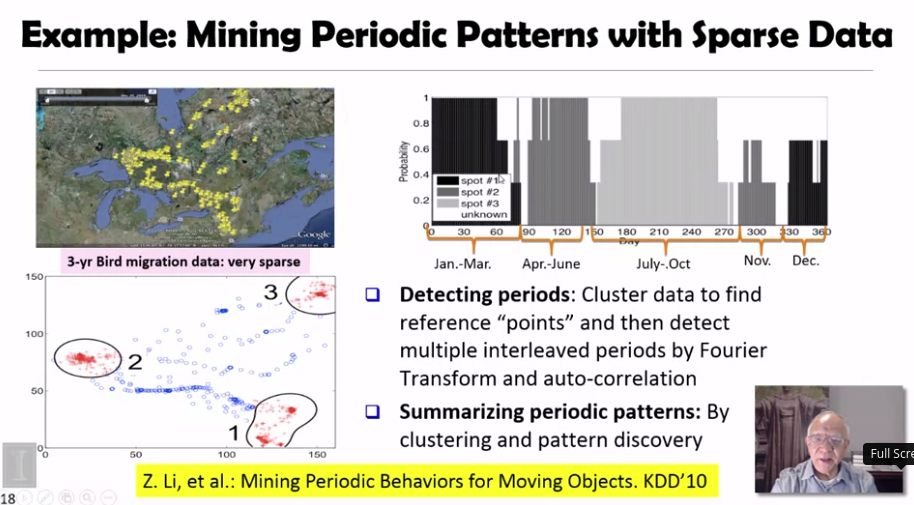 Example: Mining Periodic Patterns with Sparse Data
Google
3-yr Bird migration data: very sparse
150
100
50
0
0
50
100
150
1
2
3
Probability
1
0.8
0.6
0.4
0.2
0
spot #1
spot #2
spot #3
unknown
0 30 60 90 120 150 180 210 240 270 300 330 360
Day
Jan.-Mar. Apr.-June July-.Oct Nov. Dec.
Detecting periods: Cluster data to find
reference “points” and then detect
multiple interleaved periods by Fourier
Transform and auto-correlation
Summarizing periodic patterns: By
clustering and pattern discovery
Z. Li, et al.: Mining Periodic Behaviors for Moving Objects. KDD’10
Full Scre
18